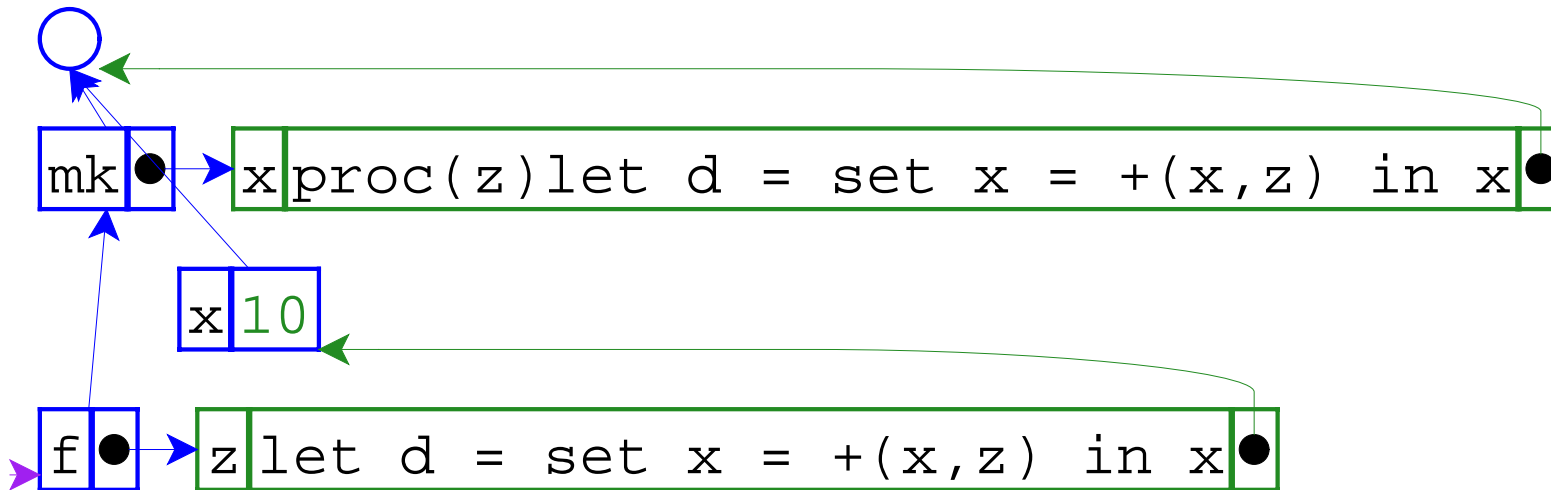 mk x proc(z)let d = set x = +(x,z) in x
x 10
f z let d = set x = +(x,z) in x